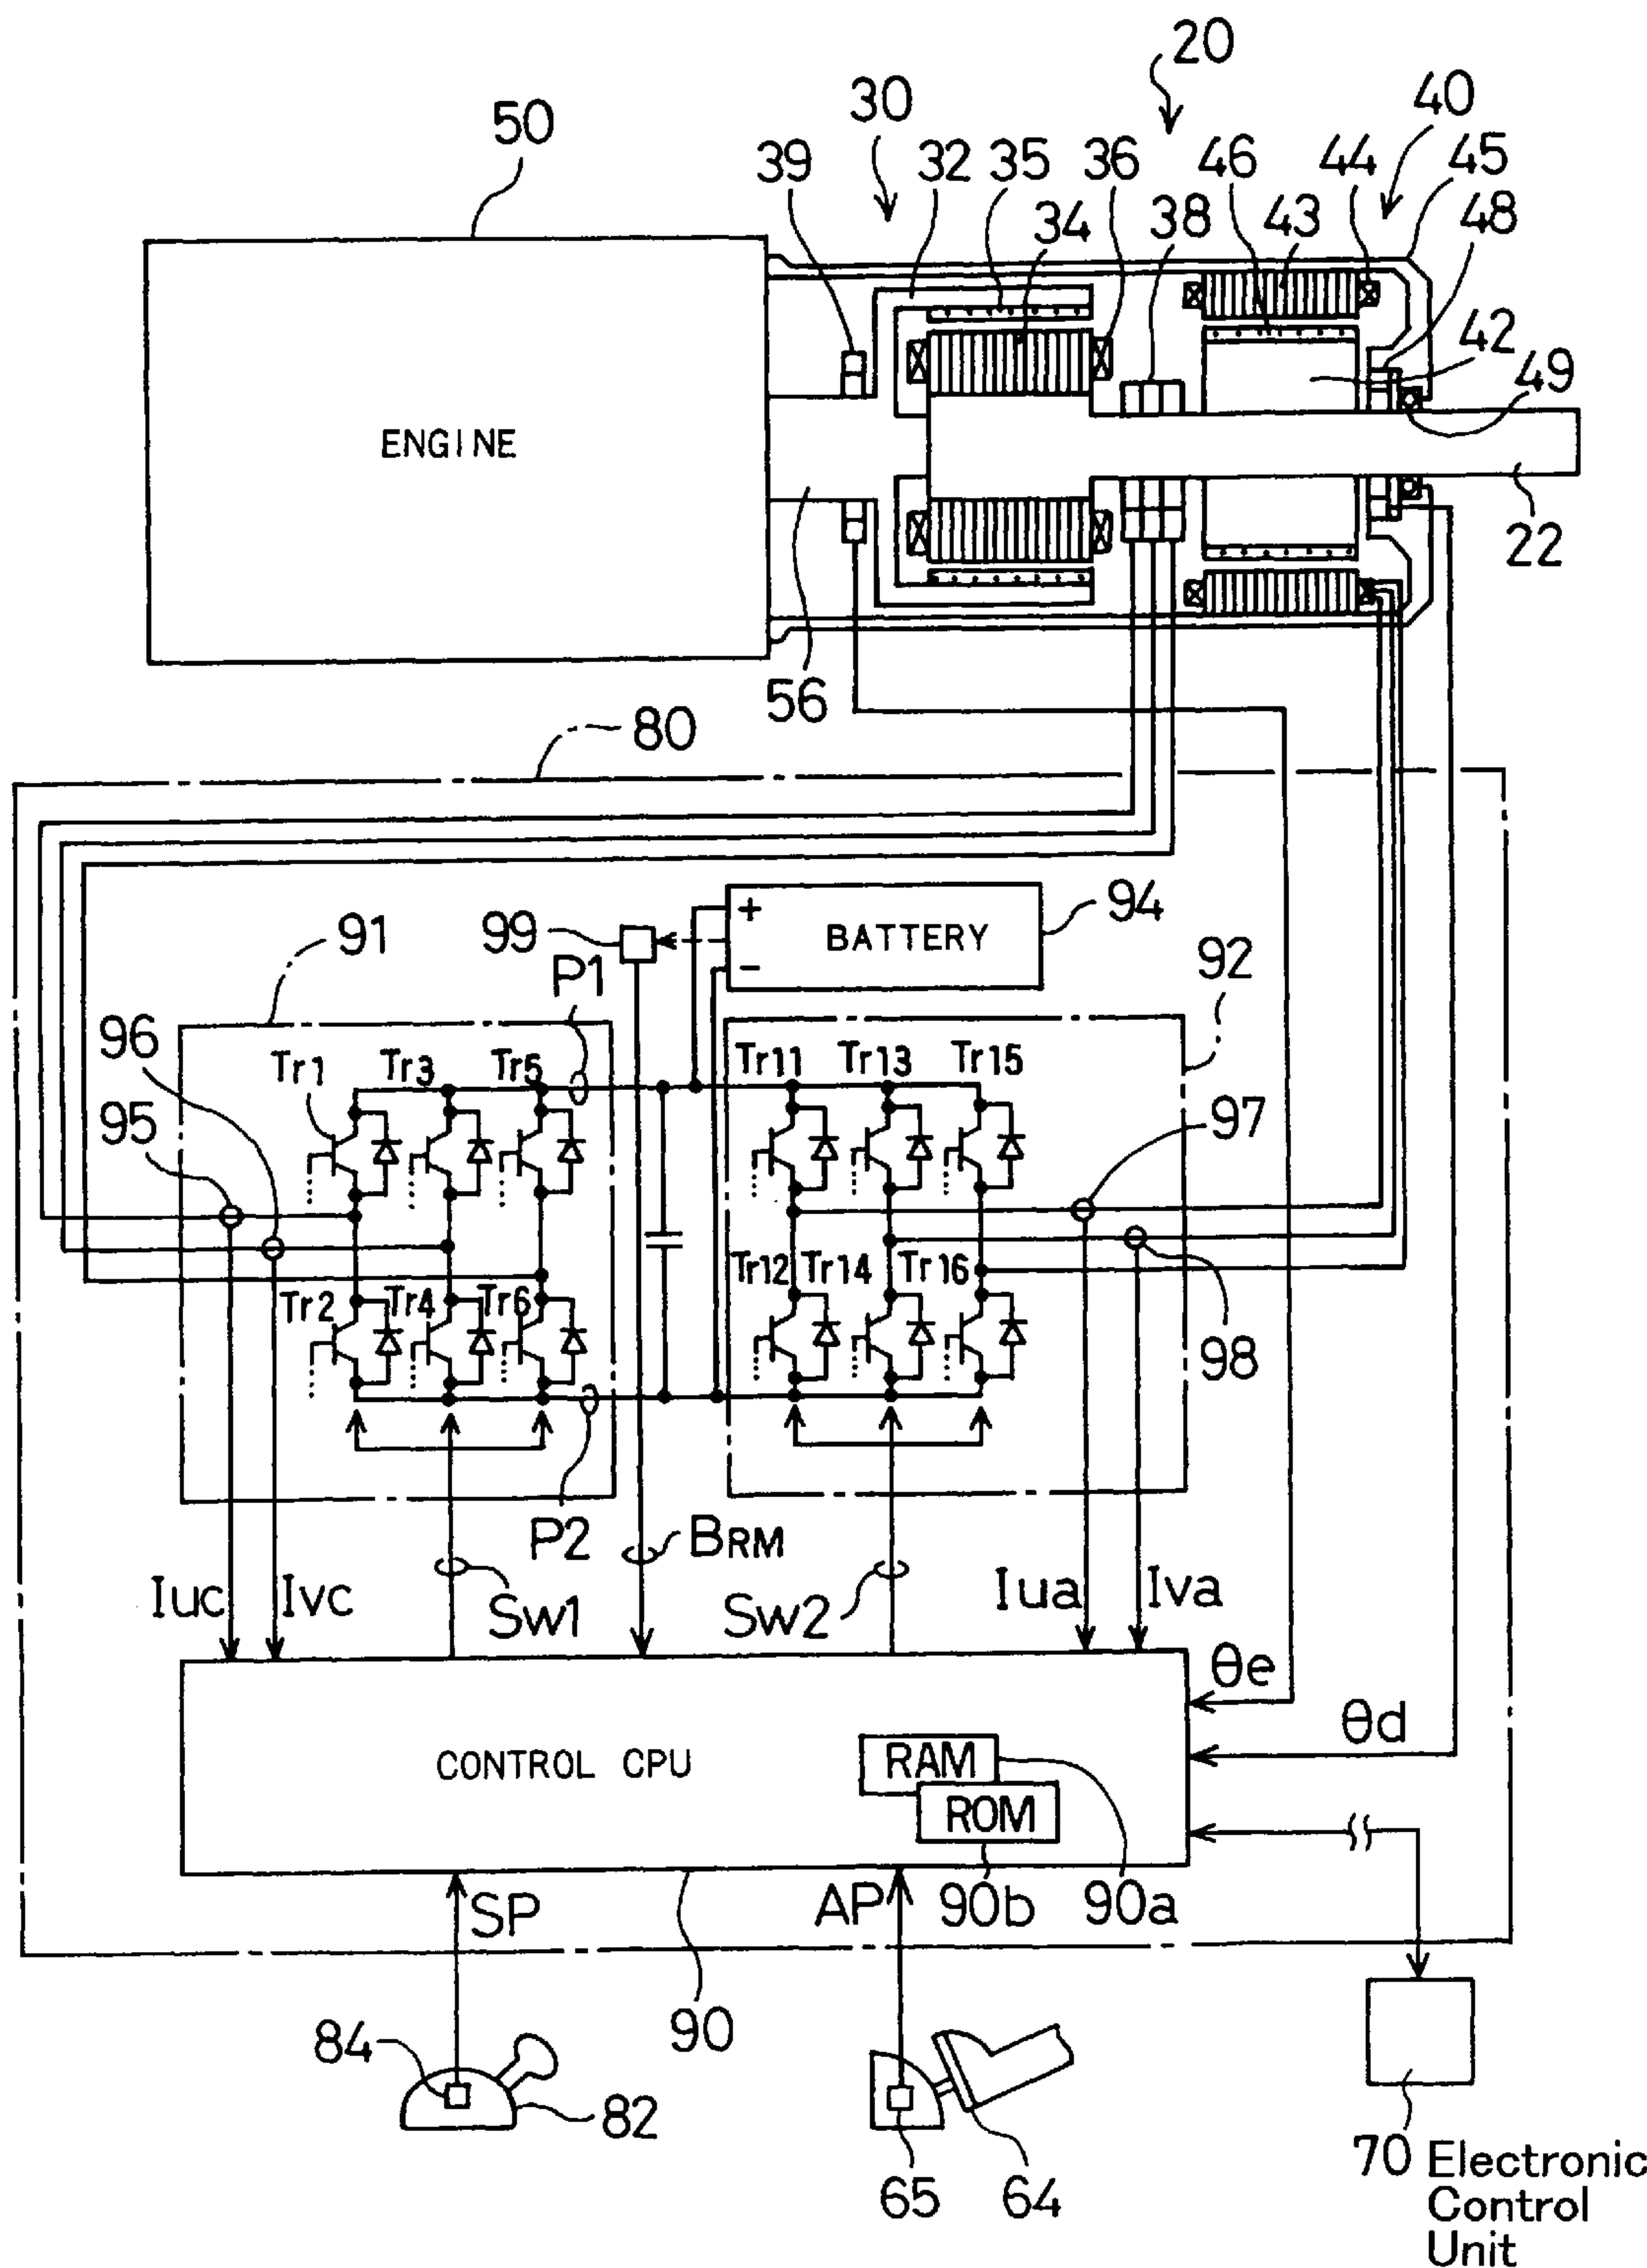 20
30
40
50
39
32
35
36
46
44
45
34
38
43
48
42
49
ENGINE
22
56
80
94
91
99
+
BATTERY
−
P1
92
96
Tr1
Tr3
Tr5
Tr11
Tr13
Tr15
95
97
Tr2
Tr4
Tr6
Tr12
Tr14
Tr16
98
P2
BRM
Iuc
Ivc
Sw1
Sw2
Iua
Iva
θe
θd
CONTROL CPU
RAM
ROM
SP
AP
90b
90a
90
84
82
65
64
70 Electronic
Control
Unit